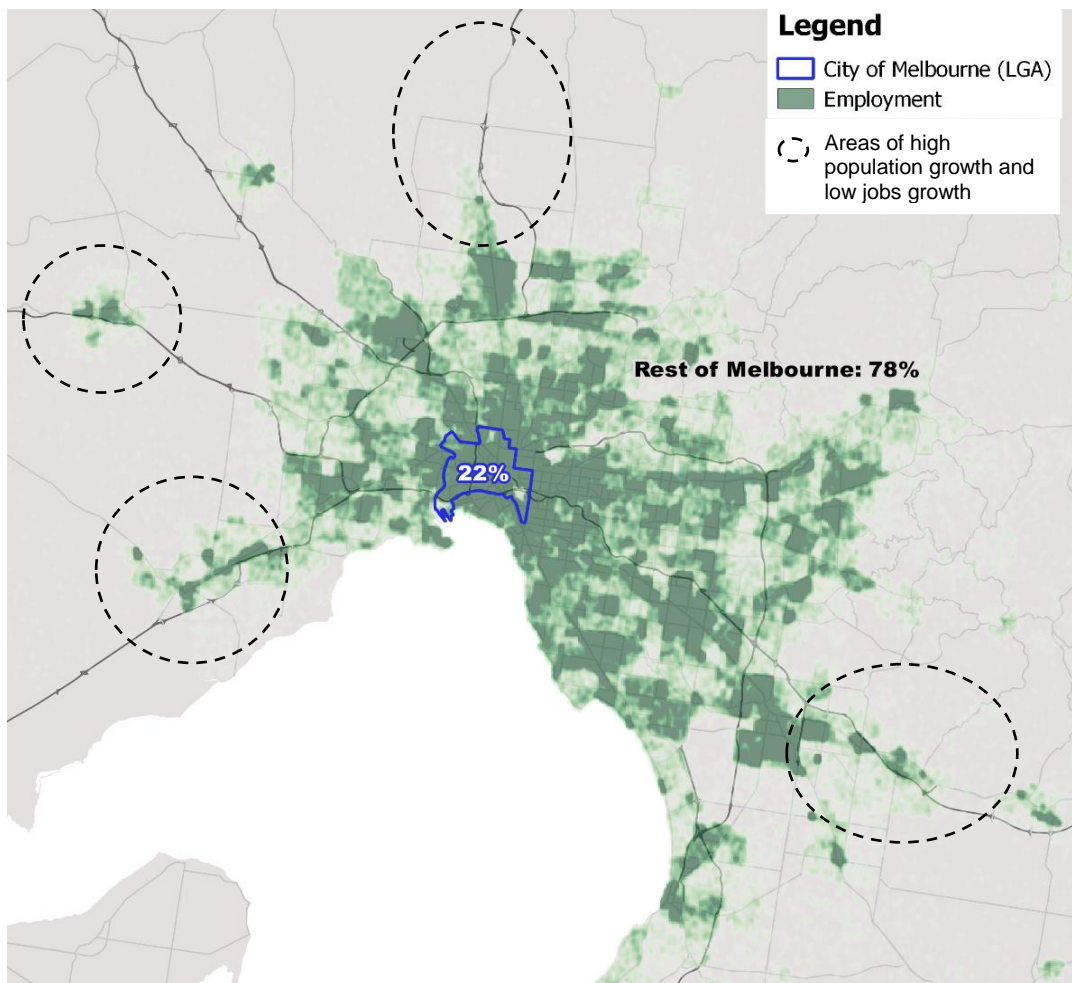 Legend
City of Melbourne (LGA)
Employment
Areas of high
population growth and
low jobs growth
Rest of Melbourne: 78%
22%